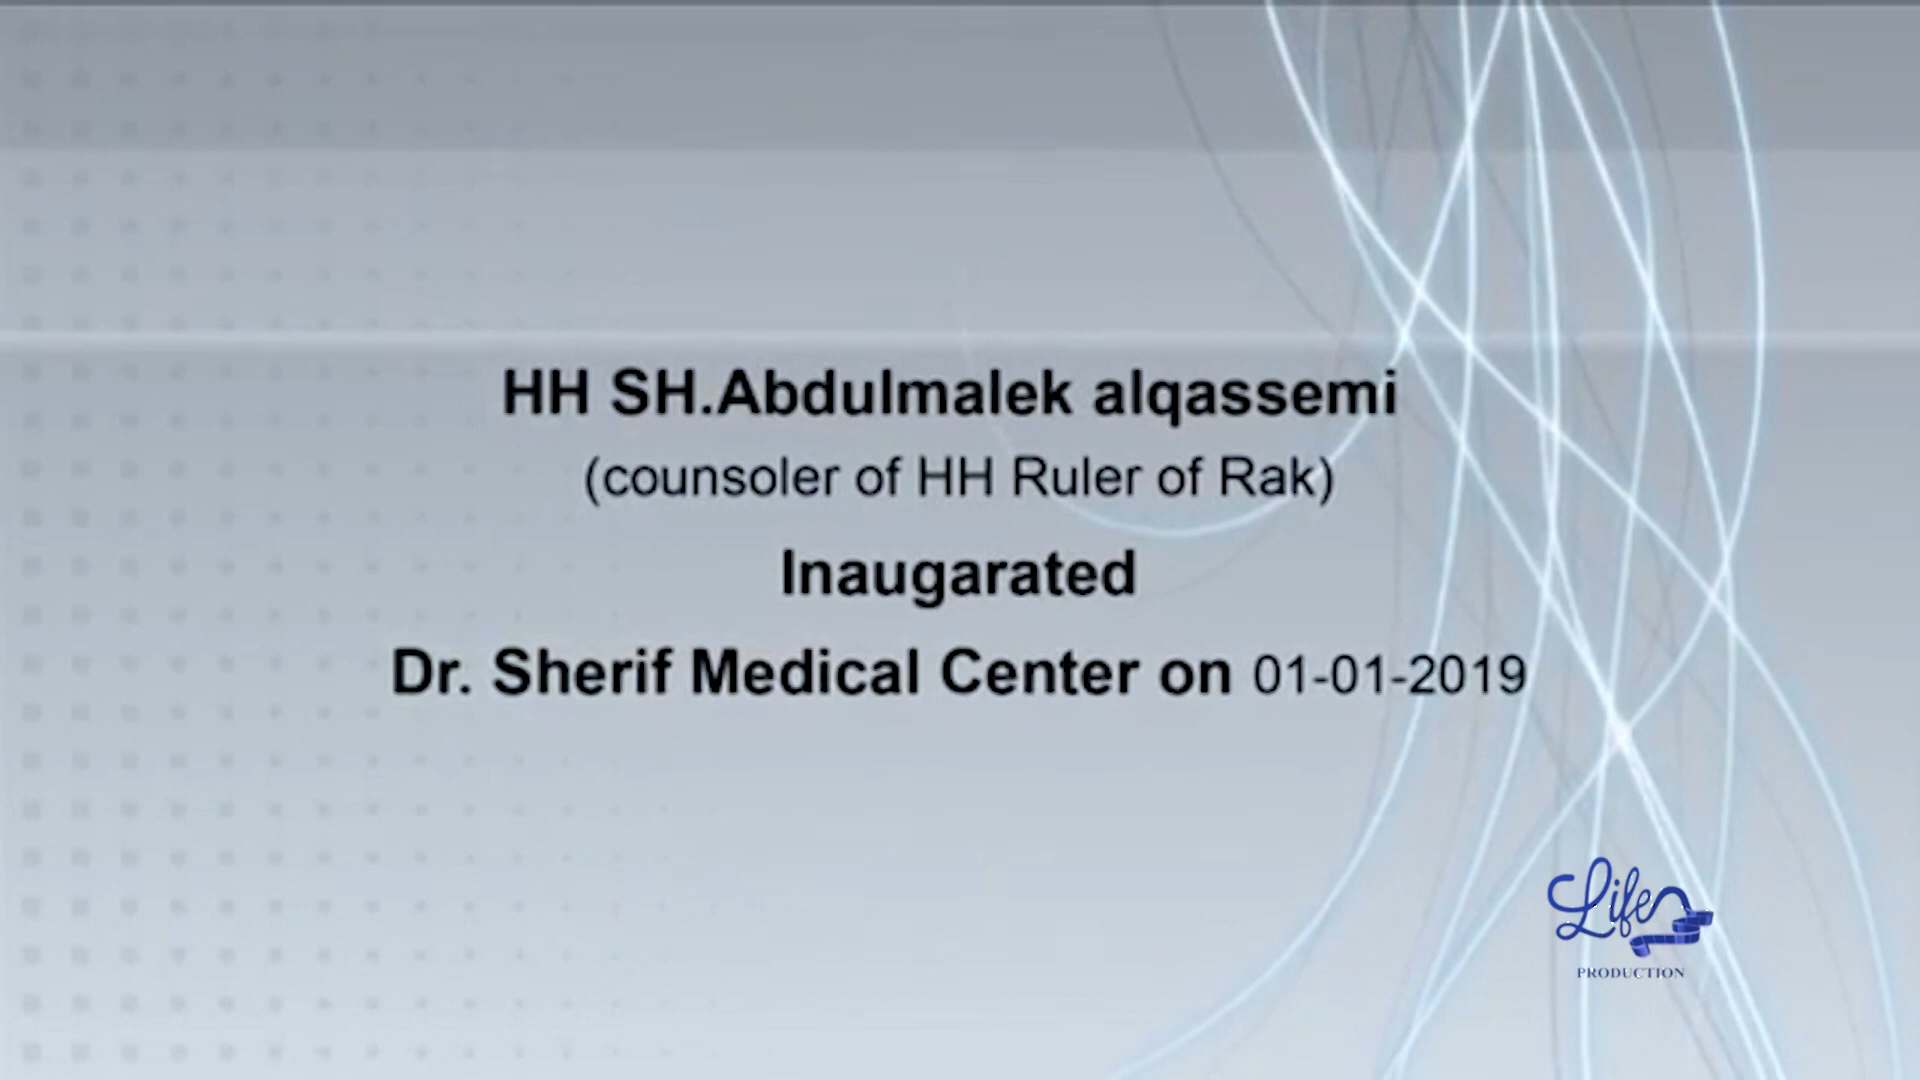 HH SH.Abdulmalek alqassemi
(counsoler of HH Ruler of Rak)
Inaugarated
Dr. Sherif Medical Center on 01-01-2019
Life
PRODUCTION